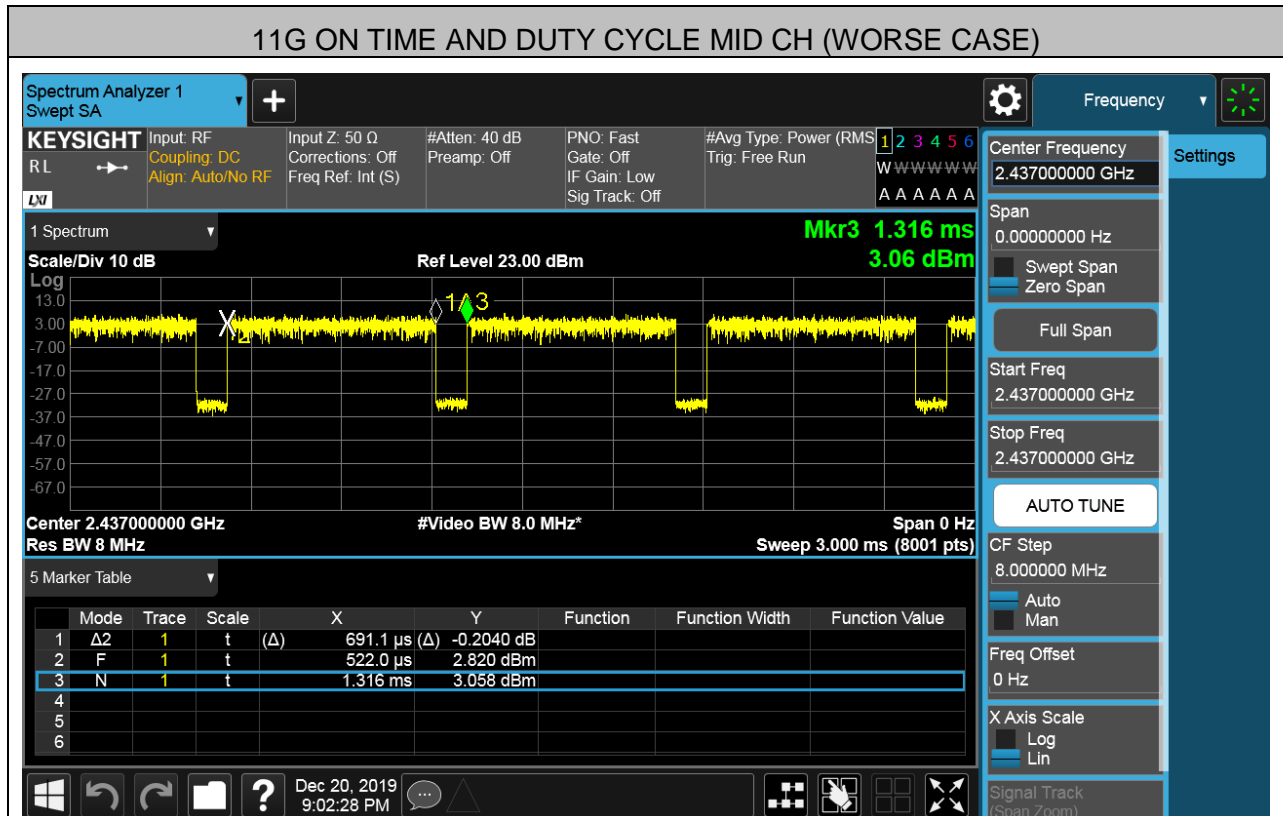 11G ON TIME AND DUTY CYCLE MID CH (WORSE CASE)
Spectrum Analyzer 1
Swept SA
+
Frequency
KEYSIGHT
RL
LXI
Input: RF
Coupling: DC
Align: Auto/No RF
Input Z: 50 Ω
Corrections: Off
Freq Ref: Int (S)
#Atten: 40 dB
Preamp: Off
PNO: Fast
Gate: Off
IF Gain: Low
Sig Track: Off
#Avg Type: Power (RMS
Trig: Free Run
1 2 3 4 5 6
W W W W W W
A A A A A A
1 Spectrum
Mkr3 1.316 ms
Scale/Div 10 dB
Ref Level 23.00 dBm
3.06 dBm
Log
13.0
3.00
-7.00
-17.0
-27.0
-37.0
-47.0
-57.0
-67.0
X
2
1Δ3
Center 2.437000000 GHz
#Video BW 8.0 MHz*
Span 0 Hz
Res BW 8 MHz
Sweep 3.000 ms (8001 pts)
5 Marker Table
Mode Trace Scale X Y Function Function Width Function Value
1 Δ2 1 t (Δ) 691.1 µs (Δ) -0.2040 dB
2 F 1 t 522.0 µs 2.820 dBm
3 N 1 t 1.316 ms 3.058 dBm
4
5
6
?
Dec 20, 2019
9:02:28 PM
Center Frequency
2.437000000 GHz
Settings
Span
0.00000000 Hz
Swept Span
Zero Span
Full Span
Start Freq
2.437000000 GHz
Stop Freq
2.437000000 GHz
AUTO TUNE
CF Step
8.000000 MHz
Auto
Man
Freq Offset
0 Hz
X Axis Scale
Log
Lin
Signal Track
(Span Zoom)